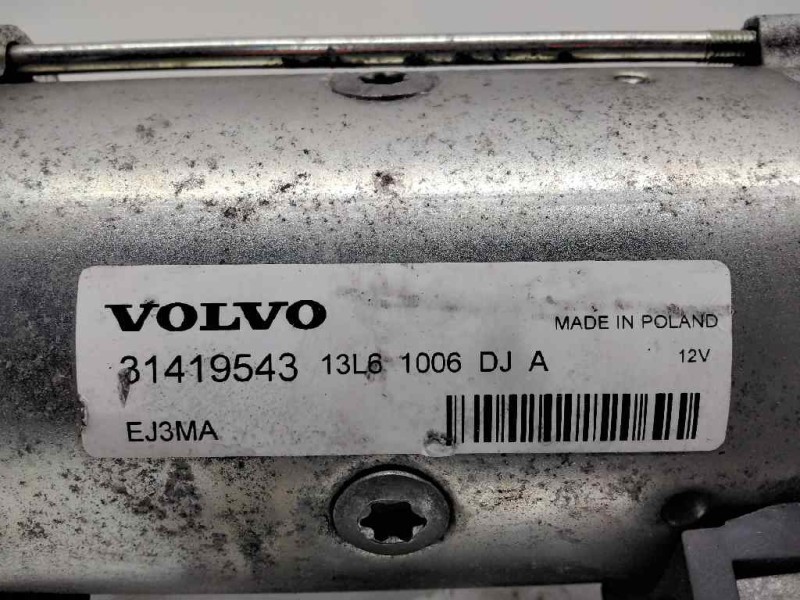 VOLVO
MADE IN POLAND
31419543 13L6 1006 DJ A 12V
EJ3MA